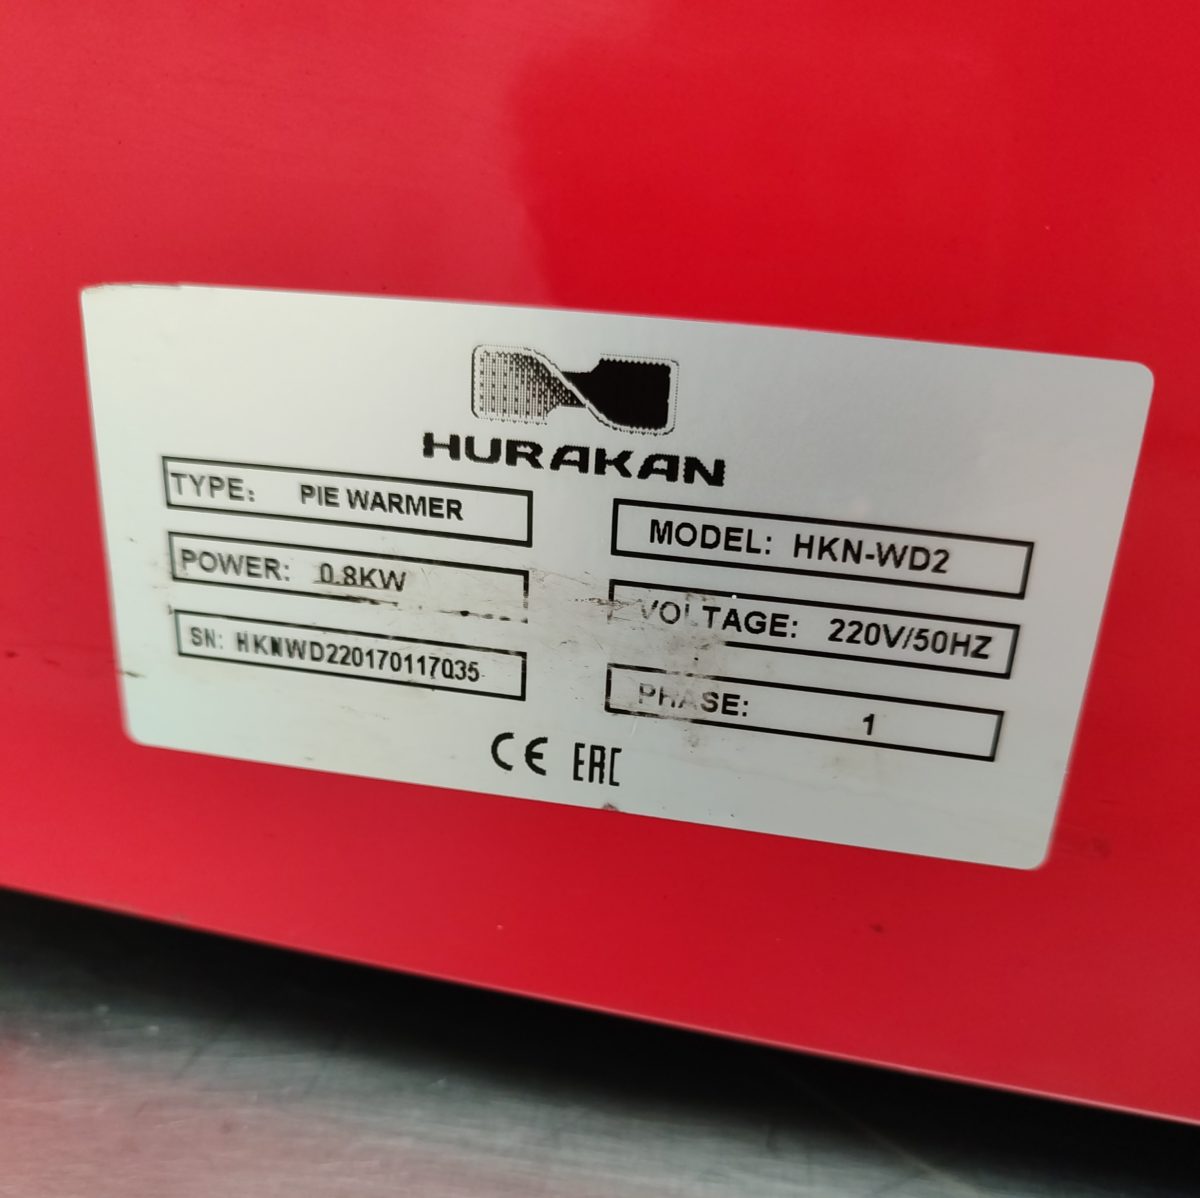 HURAKAN
TYPE: PIE WARMER
MODEL: HKN-WD2
POWER: 0.8KW
VOLTAGE: 220V/50HZ
SN: HKNWD220170117035
PHASE: 1
CE EAC